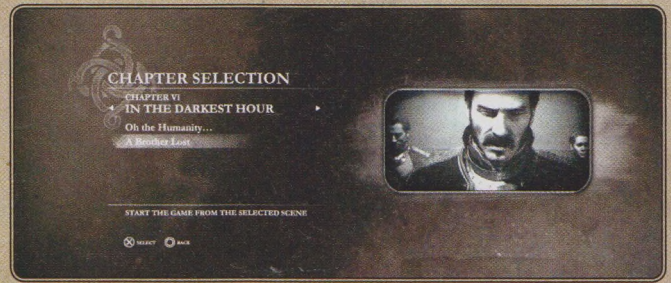 CHAPTER SELECTION
CHAPTER VI
IN THE DARKEST HOUR
Oh the Humanity...
A Brother Lost
START THE GAME FROM THE SELECTED SCENE
SELECT BACK